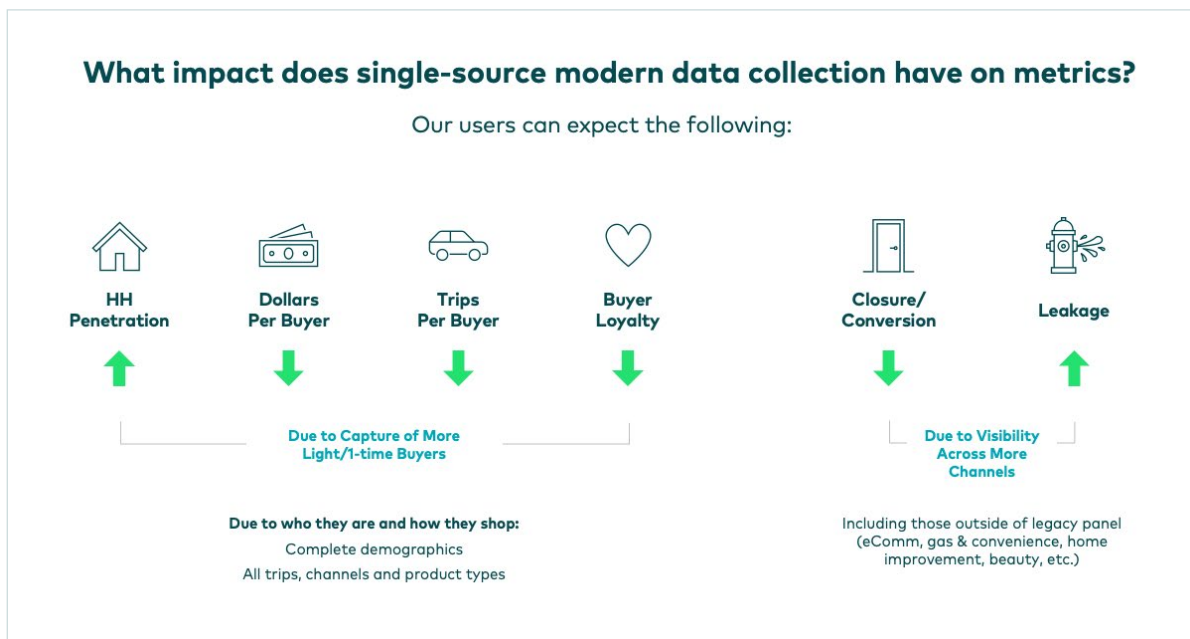 What impact does single-source modern data collection have on metrics?
Our users can expect the following:
HH
Penetration
Dollars
Per Buyer
Trips
Per Buyer
Buyer
Loyalty
Closure/
Conversion
Leakage
Due to Capture of More
Light/1-time Buyers
Due to Visibility
Across More
Channels
Due to who they are and how they shop:
Complete demographics
All trips, channels and product types
Including those outside of legacy panel
(eComm, gas & convenience, home
improvement, beauty, etc.)